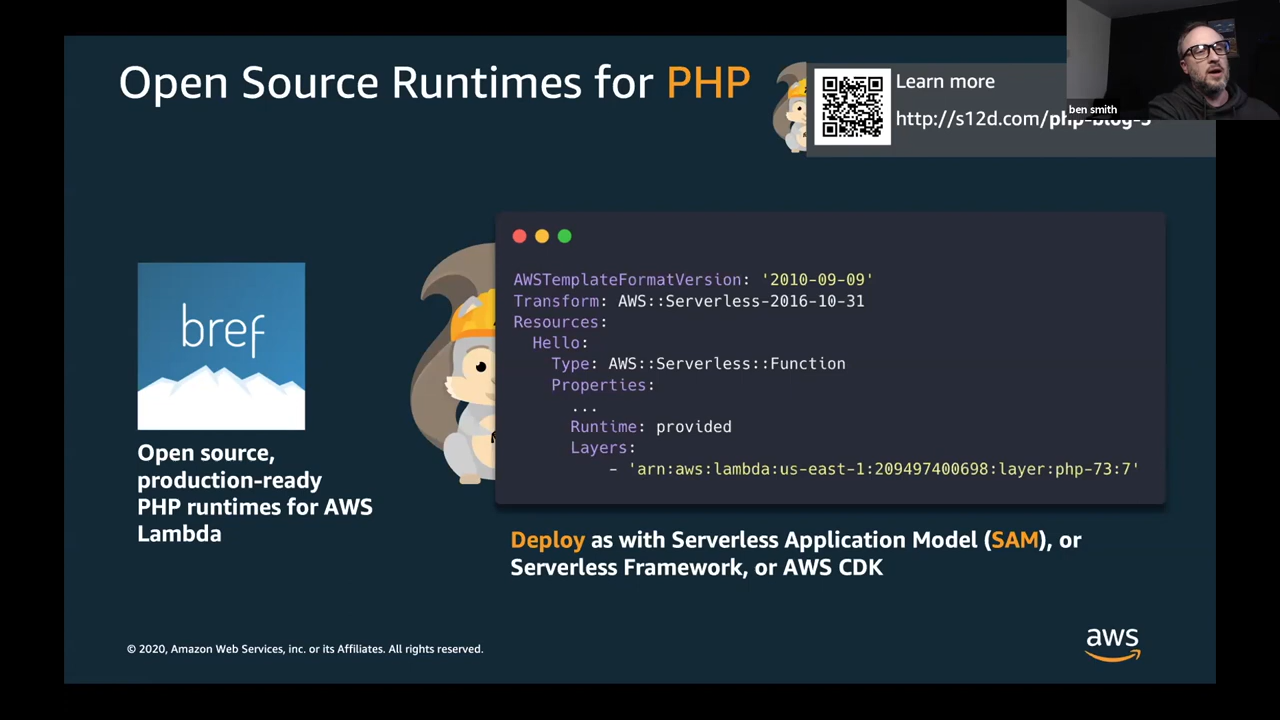 Open Source Runtimes for PHP
Learn more
http://s12d.com/php-blog-3
ben smith
bref
AWSTemplateFormatVersion: '2010-09-09'
Transform: AWS::Serverless-2016-10-31
Resources:
Hello:
Type: AWS::Serverless::Function
Properties:
...
Runtime: provided
Layers:
- 'arn:aws:lambda:us-east-1:209497400698:layer:php-73:7'
Open source,
production-ready
PHP runtimes for AWS
Lambda
Deploy as with Serverless Application Model (SAM), or
Serverless Framework, or AWS CDK
© 2020, Amazon Web Services, inc. or its Affiliates. All rights reserved.
aws